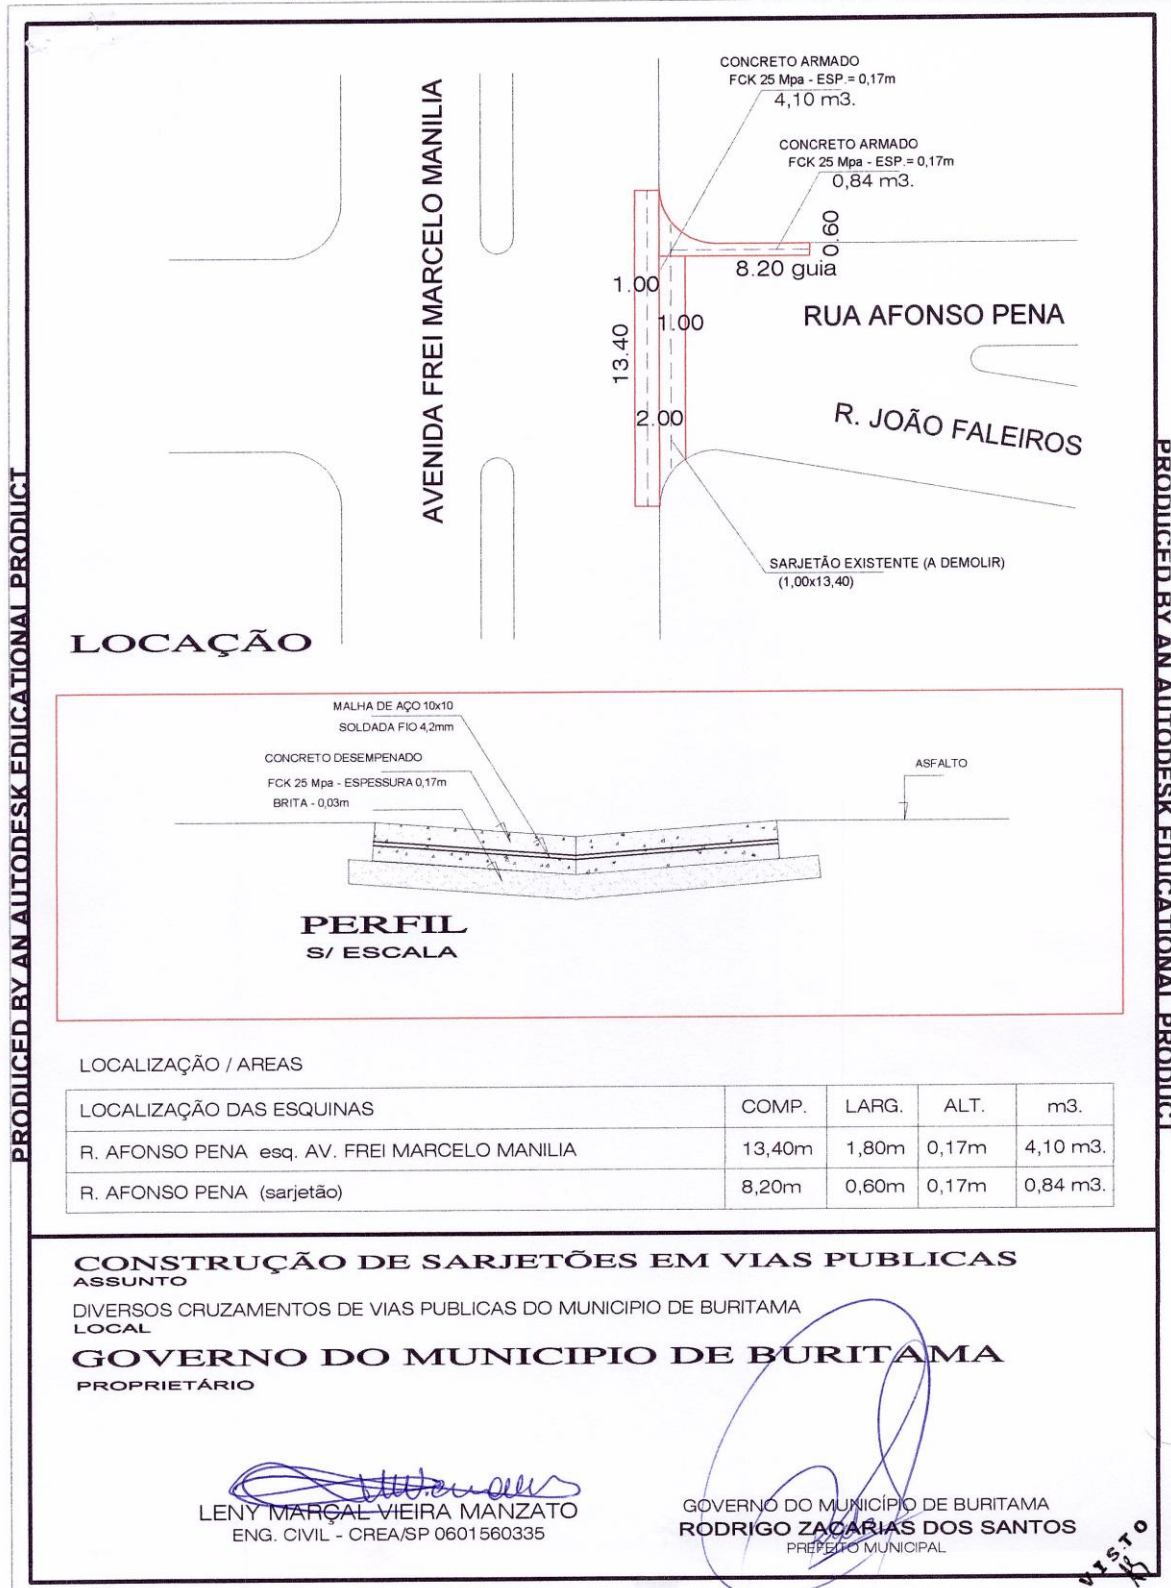 CONCRETO ARMADO
FCK 25 Mpa - ESP.= 0,17m
4,10 m3.
CONCRETO ARMADO
FCK 25 Mpa - ESP.= 0,17m
0,84 m3.
AVENIDA FREI MARCELO MANILIA
0.60
8.20 guia
1.00
1.00
13.40
2.00
RUA AFONSO PENA
R. JOÃO FALEIROS
SARJETÃO EXISTENTE (A DEMOLIR)
(1,00x13,40)
LOCAÇÃO
MALHA DE AÇO 10x10
SOLDADA FIO 4,2mm
CONCRETO DESEMPENADO
FCK 25 Mpa - ESPESSURA 0,17m
BRITA - 0,03m
ASFALTO
PERFIL
S/ ESCALA
LOCALIZAÇÃO / AREAS
LOCALIZAÇÃO DAS ESQUINAS COMP. LARG. ALT. m3.
R. AFONSO PENA esq. AV. FREI MARCELO MANILIA 13,40m 1,80m 0,17m 4,10 m3.
R. AFONSO PENA (sarjetão) 8,20m 0,60m 0,17m 0,84 m3.
CONSTRUÇÃO DE SARJETÕES EM VIAS PUBLICAS
ASSUNTO
DIVERSOS CRUZAMENTOS DE VIAS PUBLICAS DO MUNICIPIO DE BURITAMA
LOCAL
GOVERNO DO MUNICIPIO DE BURITAMA
PROPRIETÁRIO
LENY MARÇAL VIEIRA MANZATO
ENG. CIVIL - CREA/SP 0601560335
GOVERNO DO MUNICÍPIO DE BURITAMA
RODRIGO ZACARIAS DOS SANTOS
PREFEITO MUNICIPAL
VISTO
PRODUCED BY AN AUTODESK EDUCATIONAL PRODUCT
PRODUCED BY AN AUTODESK EDUCATIONAL PRODUCT